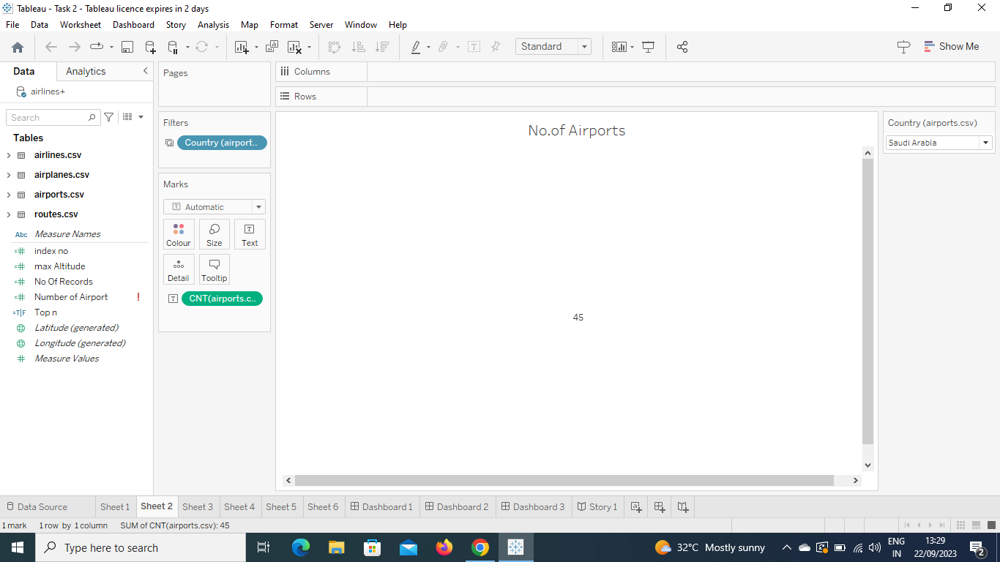 Tableau - Task 2 - Tableau licence expires in 2 days
File Data Worksheet Dashboard Story Analysis Map Format Server Window Help
Standard
Show Me
Data Analytics
airlines+
Search
Tables
airlines.csv
airplanes.csv
airports.csv
routes.csv
Abc Measure Names
=# index no
=# max Altitude
=# No Of Records
=# Number of Airport !
=T|F Top n
Latitude (generated)
Longitude (generated)
# Measure Values
Pages
Filters
Country (airport..
Marks
T Automatic
Colour Size T Text
Detail Tooltip
T CNT(airports.c..
Columns
Rows
No.of Airports
45
Country (airports.csv)
Saudi Arabia
Data Source Sheet 1 Sheet 2 Sheet 3 Sheet 4 Sheet 5 Sheet 6 Dashboard 1 Dashboard 2 Dashboard 3 Story 1
1 mark 1 row by 1 column SUM of CNT(airports.csv): 45
Type here to search
32°C Mostly sunny
ENG
IN
13:29
22/09/2023
2